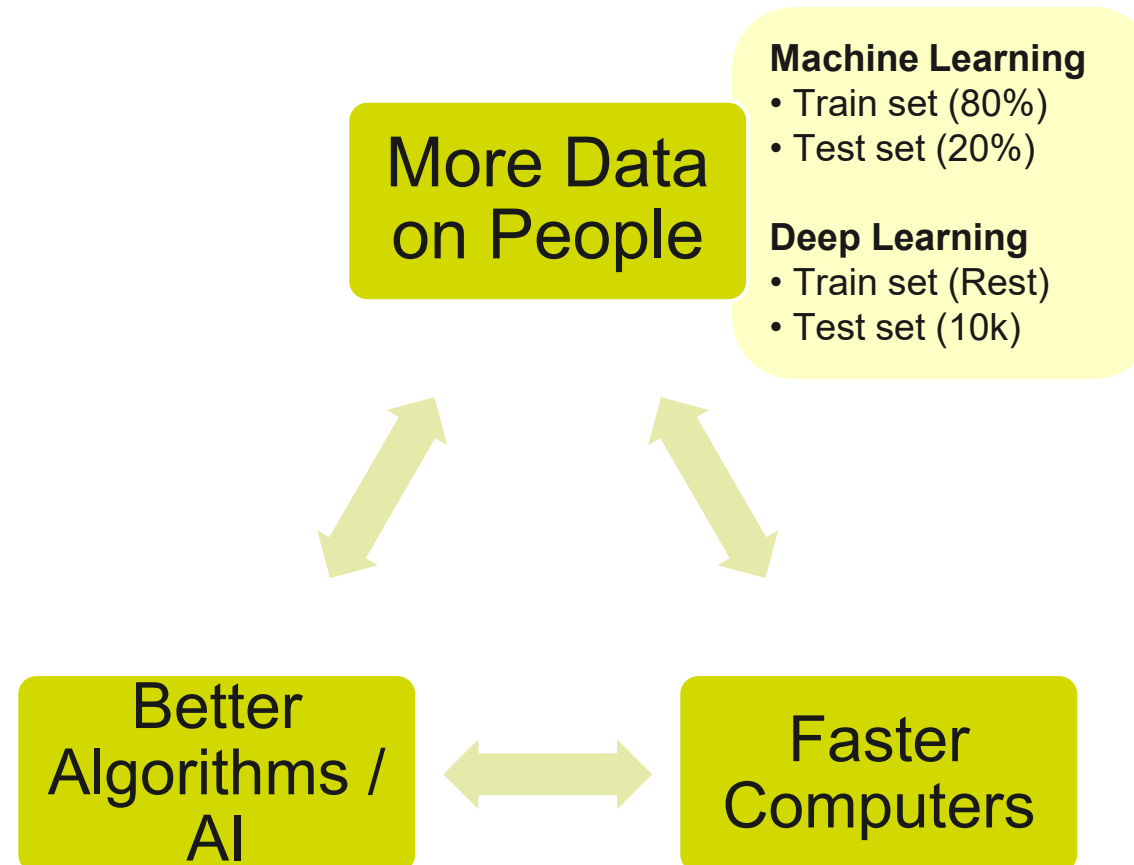 More Data
on People
Machine Learning
• Train set (80%)
• Test set (20%)
Deep Learning
• Train set (Rest)
• Test set (10k)
Better
Algorithms /
AI
Faster
Computers